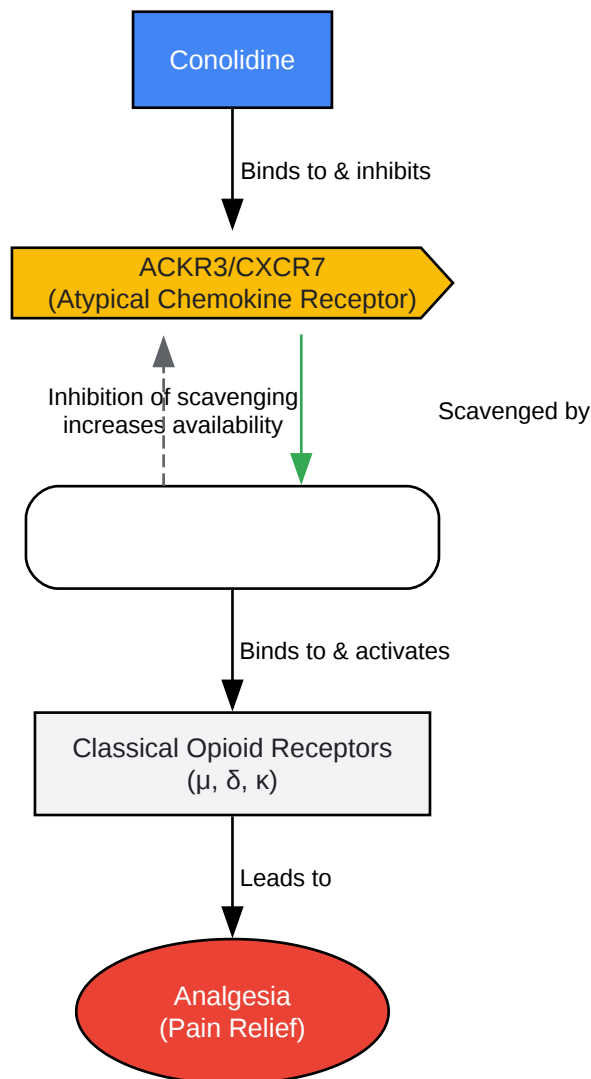 Conolidine
Binds to & inhibits
ACKR3/CXCR7
(Atypical Chemokine Receptor)
Inhibition of scavenging
increases availability
Scavenged by
Binds to & activates
Classical Opioid Receptors
(μ, δ, κ)
Leads to
Analgesia
(Pain Relief)